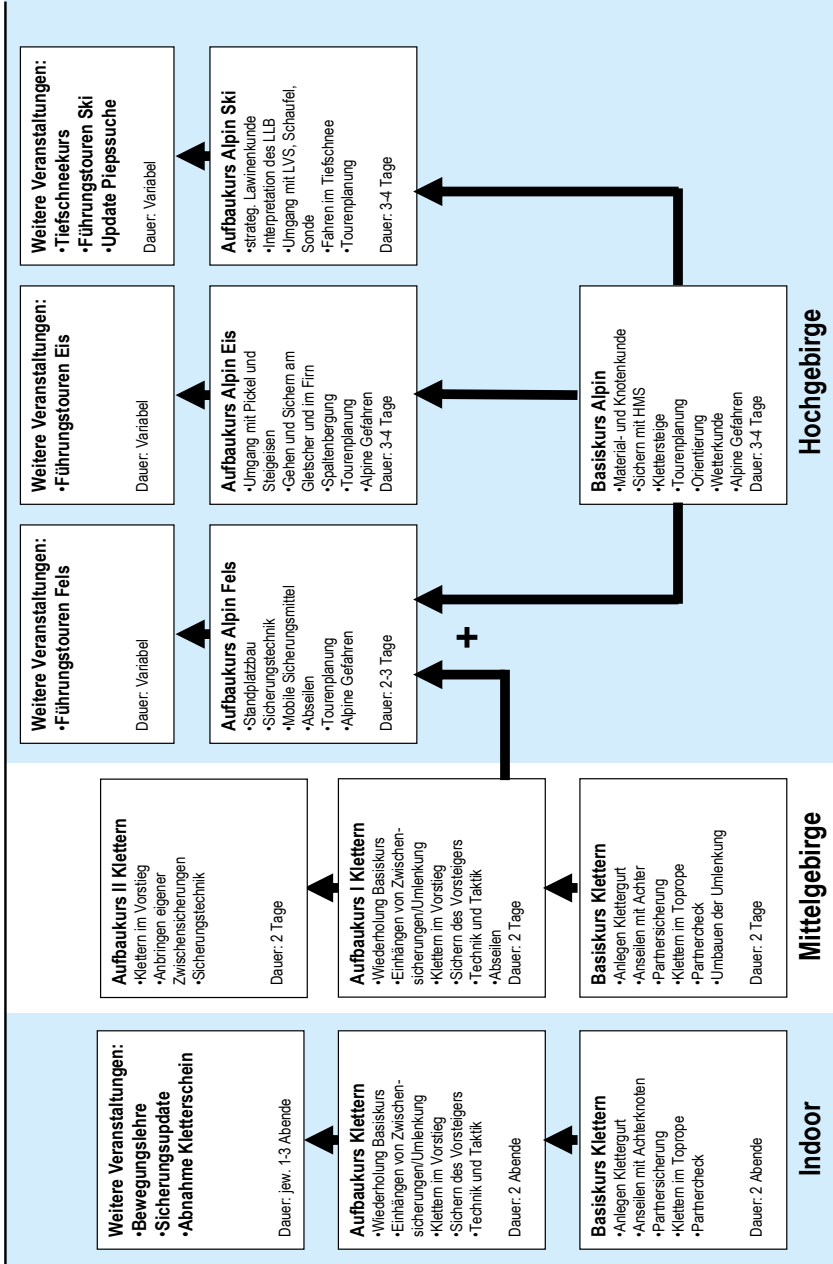 Weitere Veranstaltungen:
•Bewegungslehre
•Sicherungsupdate
•Abnahme Kletterschein
Dauer: jew. 1-3 Abende
Aufbaukurs Klettern
•Wiederholung Basiskurs
•Einhängen von Zwischen-
sicherungen/Umlenkung
•Klettern im Vorstieg
•Sichern des Vorsteigers
•Technik und Taktik
Dauer: 2 Abende
Basiskurs Klettern
•Anlegen Klettergurt
•Anseilen mit Achterknoten
•Partnersicherung
•Klettern im Toprope
•Partnercheck
Dauer: 2 Abende
Indoor
Aufbaukurs II Klettern
•Klettern im Vorstieg
•Anbringen eigener
Zwischensicherungen
•Sicherungstechnik
Dauer: 2 Tage
Aufbaukurs I Klettern
•Wiederholung Basiskurs
•Einhängen von Zwischen-
sicherungen/Umlenkung
•Klettern im Vorstieg
•Sichern des Vorsteigers
•Technik und Taktik
•Abseilen
Dauer: 2 Tage
Basiskurs Klettern
•Anlegen Klettergurt
•Anseilen mit Achter
•Partnersicherung
•Klettern im Toprope
•Partnercheck
•Umbauen der Umlenkung
Dauer: 2 Tage
Mittelgebirge
Weitere Veranstaltungen:
•Führungstouren Fels
Dauer: Variabel
Aufbaukurs Alpin Fels
•Standplatzbau
•Sicherungstechnik
•Mobile Sicherungsmittel
•Abseilen
•Tourenplanung
•Alpine Gefahren
Dauer: 2-3 Tage
+
Weitere Veranstaltungen:
•Führungstouren Eis
Dauer: Variabel
Aufbaukurs Alpin Eis
•Umgang mit Pickel und
Steigeisen
•Gehen und Sichern am
Gletscher und im Firn
•Spaltenbergung
•Tourenplanung
•Alpine Gefahren
Dauer: 3-4 Tage
Weitere Veranstaltungen:
•Tiefschneekurs
•Führungstouren Ski
•Update Piepssuche
Dauer: Variabel
Aufbaukurs Alpin Ski
•strateg. Lawinenkunde
•Interpretation des LLB
•Umgang mit LVS, Schaufel,
Sonde
•Fahren im Tiefschnee
•Tourenplanung
Dauer: 3-4 Tage
Basiskurs Alpin
•Material- und Knotenkunde
•Sichern mit HMS
•Klettersteige
•Tourenplanung
•Orientierung
•Wetterkunde
•Alpine Gefahren
Dauer: 3-4 Tage
Hochgebirge